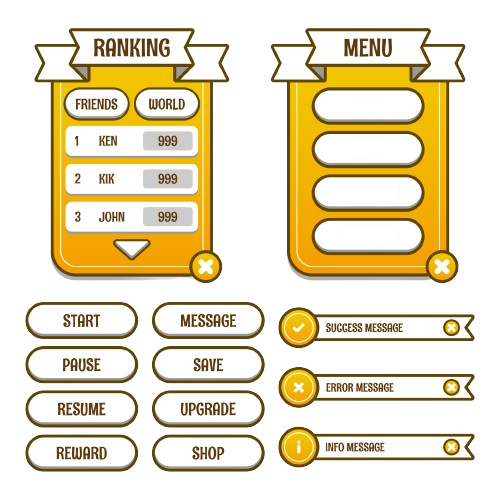 RANKING
FRIENDS WORLD
1 KEN 999
2 KIK 999
3 JOHN 999
MENU
START MESSAGE
PAUSE SAVE
RESUME UPGRADE
REWARD SHOP
SUCCESS MESSAGE
ERROR MESSAGE
INFO MESSAGE